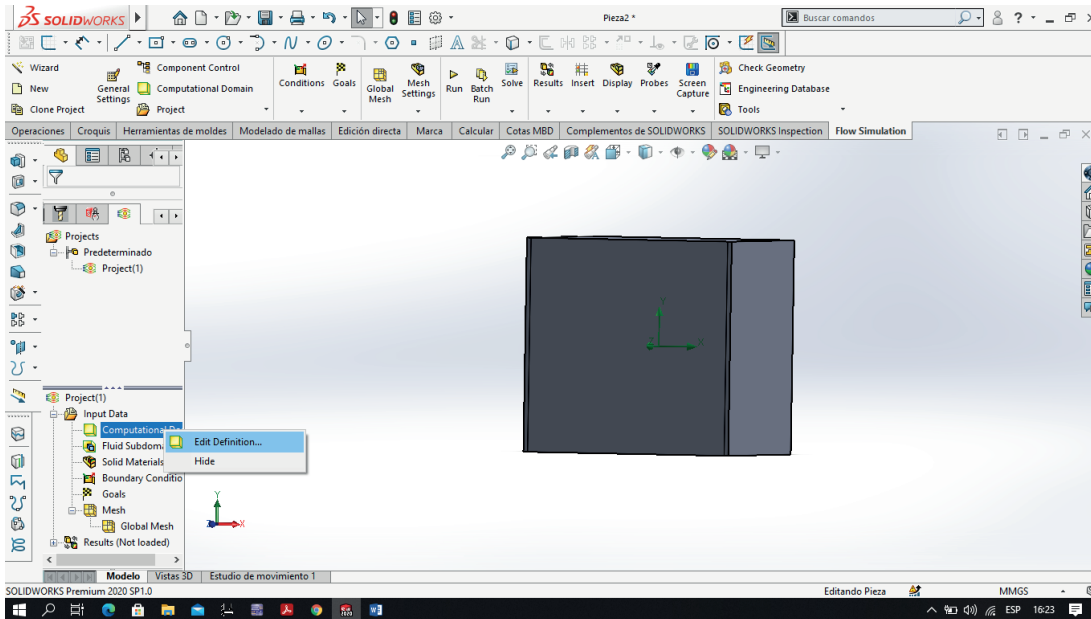 SOLIDWORKS
Pieza2 *
Buscar comandos
Wizard
New
Clone Project
General Settings
Component Control
Computational Domain
Project
Conditions
Goals
Global Mesh
Mesh Settings
Run
Batch Run
Solve
Results
Insert
Display
Probes
Screen Capture
Check Geometry
Engineering Database
Tools
Operaciones Croquis Herramientas de moldes Modelado de mallas Edición directa Marca Calcular Cotas MBD Complementos de SOLIDWORKS SOLIDWORKS Inspection Flow Simulation
Projects
Predeterminado
Project(1)
Y
X
Project(1)
Input Data
Computational Do
Edit Definition...
Fluid Subdoma
Hide
Solid Materials
Boundary Conditio
Goals
Mesh
Global Mesh
Results (Not loaded)
Y
X
Modelo Vistas 3D Estudio de movimiento 1
SOLIDWORKS Premium 2020 SP1.0
Editando Pieza
MMGS
ESP 16:23